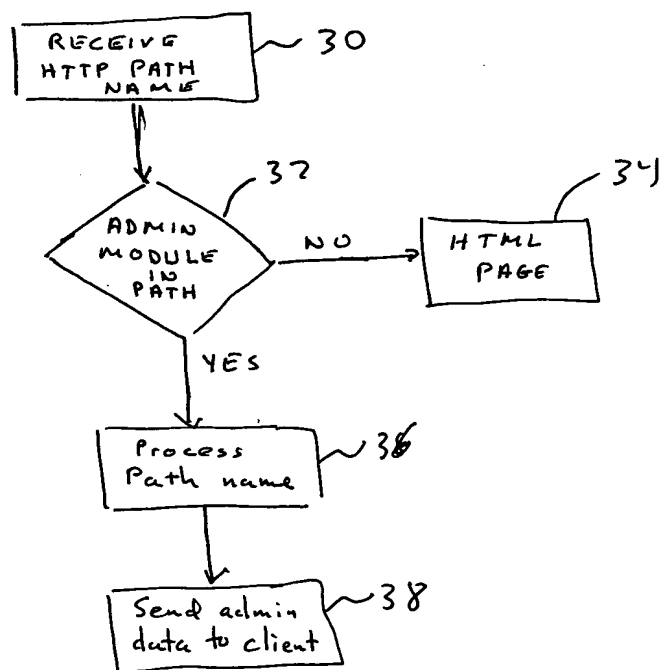 RECEIVE
HTTP PATH
NAME
30
32
ADMIN
MODULE
IN
PATH
NO
34
HTML
PAGE
YES
Process
Path name
36
Send admin
data to client
38